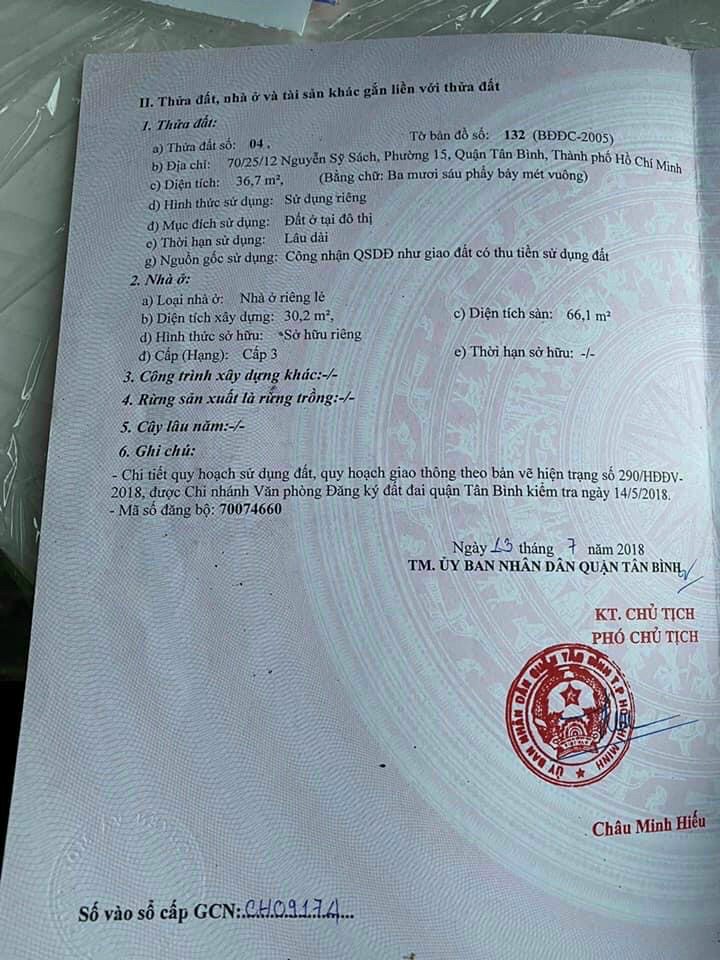 II. Thửa đất, nhà ở và tài sản khác gắn liền với thửa đất
1. Thửa đất:
a) Thửa đất số: 04 , Tờ bản đồ số: 132 (BĐĐC-2005)
b) Địa chỉ: 70/25/12 Nguyễn Sỹ Sách, Phường 15, Quận Tân Bình, Thành phố Hồ Chí Minh
c) Diện tích: 36,7 m², (Bằng chữ: Ba mươi sáu phẩy bảy mét vuông)
d) Hình thức sử dụng: Sử dụng riêng
đ) Mục đích sử dụng: Đất ở tại đô thị
e) Thời hạn sử dụng: Lâu dài
g) Nguồn gốc sử dụng: Công nhận QSDĐ như giao đất có thu tiền sử dụng đất
2. Nhà ở:
a) Loại nhà ở: Nhà ở riêng lẻ
b) Diện tích xây dựng: 30,2 m², c) Diện tích sàn: 66,1 m²
d) Hình thức sở hữu: Sở hữu riêng
đ) Cấp (Hạng): Cấp 3 e) Thời hạn sở hữu: -/-
3. Công trình xây dựng khác:-/-
4. Rừng sản xuất là rừng trồng:-/-
5. Cây lâu năm:-/-
6. Ghi chú:
- Chi tiết quy hoạch sử dụng đất, quy hoạch giao thông theo bản vẽ hiện trạng số 290/HĐĐV-
2018, được Chi nhánh Văn phòng Đăng ký đất đai quận Tân Bình kiểm tra ngày 14/5/2018.
- Mã số đăng bộ: 70074660
Ngày 13 tháng 7 năm 2018
TM. ỦY BAN NHÂN DÂN QUẬN TÂN BÌNH
KT. CHỦ TỊCH
PHÓ CHỦ TỊCH
ỦY BAN NHÂN DÂN QUẬN TÂN BÌNH T.P HỒ CHÍ MINH
Châu Minh Hiếu
Số vào sổ cấp GCN:CH09174